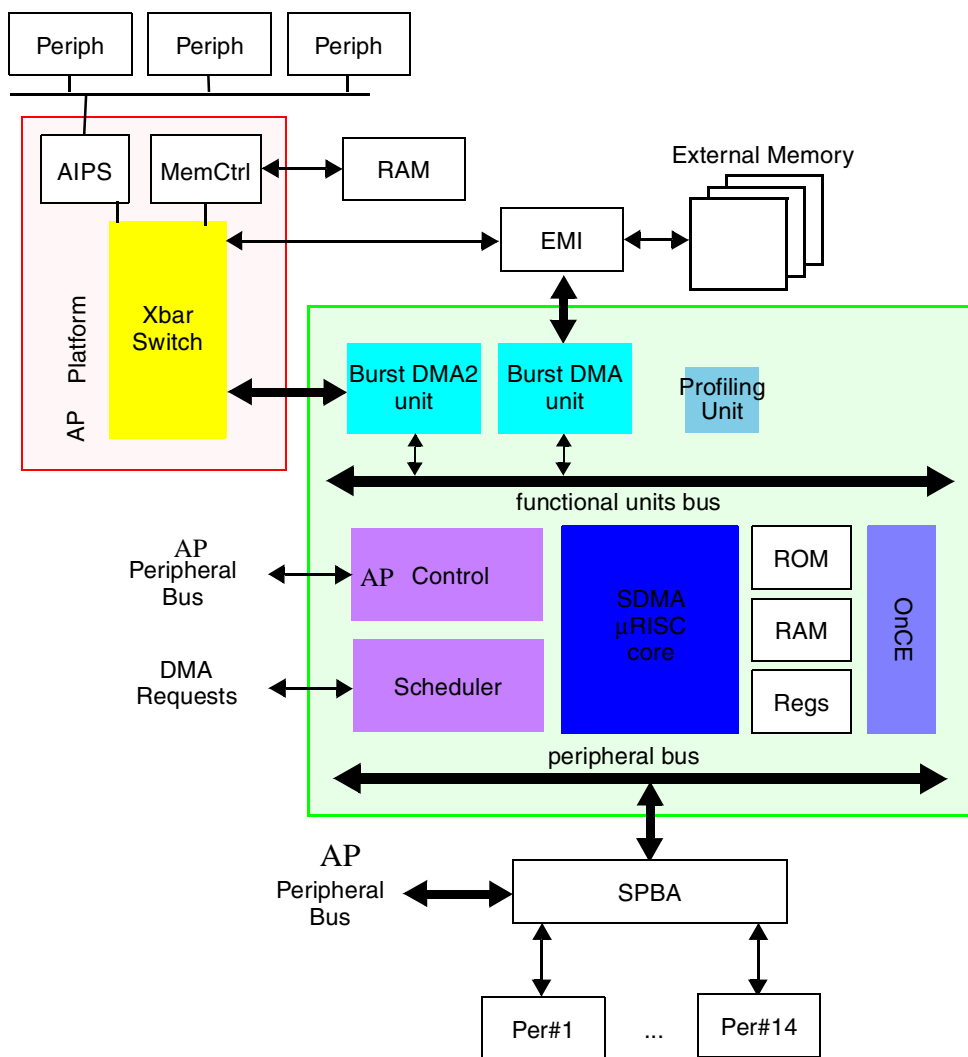 Periph
Periph
Periph
AIPS
MemCtrl
RAM
External Memory
EMI
AP Platform
Xbar
Switch
Burst DMA2
unit
Burst DMA
unit
Profiling
Unit
functional units bus
AP
Peripheral
Bus
AP Control
SDMA
µRISC
core
ROM
RAM
Regs
OnCE
DMA
Requests
Scheduler
peripheral bus
AP
Peripheral
Bus
SPBA
Per#1
...
Per#14